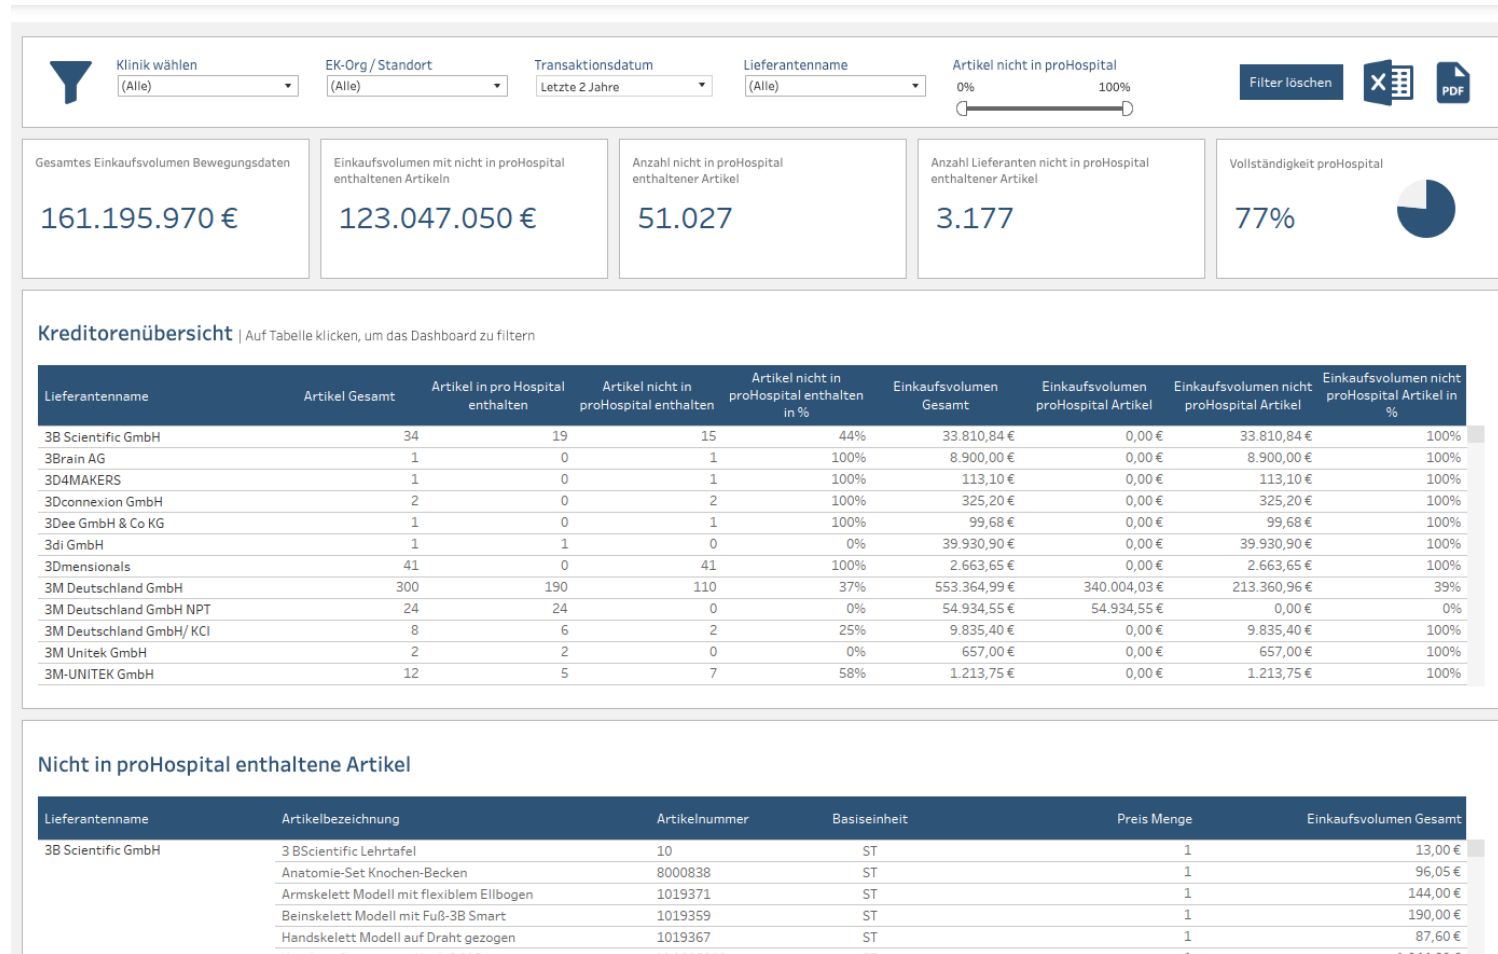 Klinik wählen
(Alle)
EK-Org / Standort
(Alle)
Transaktionsdatum
Letzte 2 Jahre
Lieferantenname
(Alle)
Artikel nicht in proHospital
0% 100%
Filter löschen
X
PDF
Gesamtes Einkaufsvolumen Bewegungsdaten
161.195.970 €
Einkaufsvolumen mit nicht in proHospital
enthaltenen Artikeln
123.047.050 €
Anzahl nicht in proHospital
enthaltener Artikel
51.027
Anzahl Lieferanten nicht in proHospital
enthaltener Artikel
3.177
Vollständigkeit proHospital
77%
Kreditorenübersicht | Auf Tabelle klicken, um das Dashboard zu filtern
Lieferantenname
Artikel Gesamt
Artikel in pro Hospital
enthalten
Artikel nicht in
proHospital enthalten
Artikel nicht in
proHospital enthalten
in %
Einkaufsvolumen
Gesamt
Einkaufsvolumen
proHospital Artikel
Einkaufsvolumen nicht
proHospital Artikel
Einkaufsvolumen nicht
proHospital Artikel in
%
3B Scientific GmbH 34 19 15 44% 33.810,84 € 0,00 € 33.810,84 € 100%
3Brain AG 1 0 1 100% 8.900,00 € 0,00 € 8.900,00 € 100%
3D4MAKERS 1 0 1 100% 113,10 € 0,00 € 113,10 € 100%
3Dconnexion GmbH 2 0 2 100% 325,20 € 0,00 € 325,20 € 100%
3Dee GmbH & Co KG 1 0 1 100% 99,68 € 0,00 € 99,68 € 100%
3di GmbH 1 1 0 0% 39.930,90 € 0,00 € 39.930,90 € 100%
3Dmensionals 41 0 41 100% 2.663,65 € 0,00 € 2.663,65 € 100%
3M Deutschland GmbH 300 190 110 37% 553.364,99 € 340.004,03 € 213.360,96 € 39%
3M Deutschland GmbH NPT 24 24 0 0% 54.934,55 € 54.934,55 € 0,00 € 0%
3M Deutschland GmbH/ KCI 8 6 2 25% 9.835,40 € 0,00 € 9.835,40 € 100%
3M Unitek GmbH 2 2 0 0% 657,00 € 0,00 € 657,00 € 100%
3M-UNITEK GmbH 12 5 7 58% 1.213,75 € 0,00 € 1.213,75 € 100%
Nicht in proHospital enthaltene Artikel
Lieferantenname Artikelbezeichnung Artikelnummer Basiseinheit Preis Menge Einkaufsvolumen Gesamt
3B Scientific GmbH 3 BScientific Lehrtafel 10 ST 1 13,00 €
Anatomie-Set Knochen-Becken 8000838 ST 1 96,05 €
Armskelett Modell mit flexiblem Ellbogen 1019371 ST 1 144,00 €
Beinskelett Modell mit Fuß-3B Smart 1019359 ST 1 190,00 €
Handskelett Modell auf Draht gezogen 1019367 ST 1 87,60 €